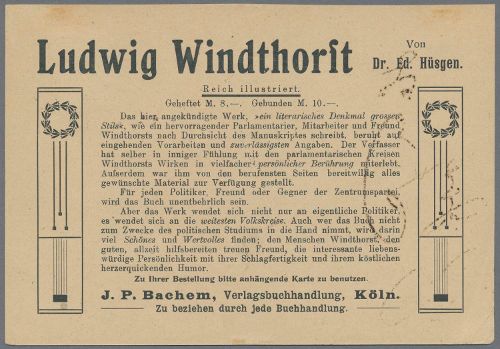 Ludwig Windthorst
Von
Dr. Ed. Hüsgen.
Reich illustriert.
Geheftet M. 8.—. Gebunden M. 10.—.
Das hier angekündigte Werk, »ein literarisches Denkmal grossen
Stils«, wie ein hervorragender Parlamentarier, Mitarbeiter und Freund
Windthorsts nach Durchsicht des Manuskriptes schreibt, beruht auf
eingehenden Vorarbeiten und zuverlässigsten Angaben. Der Verfasser
hat selber in inniger Fühlung mit den parlamentarischen Kreisen
Windthorsts Wirken in vielfacher persönlicher Berührung miterlebt.
Aufserdem war ihm von den berufensten Seiten bereitwillig alles
gewünschte Material zur Verfügung gestellt.
Für jeden Politiker, Freund oder Gegner der Zentrumspartei,
wird das Buch unentbehrlich sein.
Aber das Werk wendet sich nicht nur an eigentliche Politiker,
es wendet sich an die weitesten Volkskreise. Auch wer das Buch nicht
zum Zwecke des politischen Studiums in die Hand nimmt, wird darin
viel Schönes und Wertvolles finden; den Menschen Windthorst, den
guten, allzeit hilfsbereiten treuen Freund, die interessante liebens-
würdige Persönlichkeit mit ihrer Schlagfertigkeit und ihrem köstlichen
herzerquickenden Humor.
Zu Ihrer Bestellung bitte anhängende Karte zu benutzen.
J. P. Bachem, Verlagsbuchhandlung, Köln.
Zu beziehen durch jede Buchhandlung.